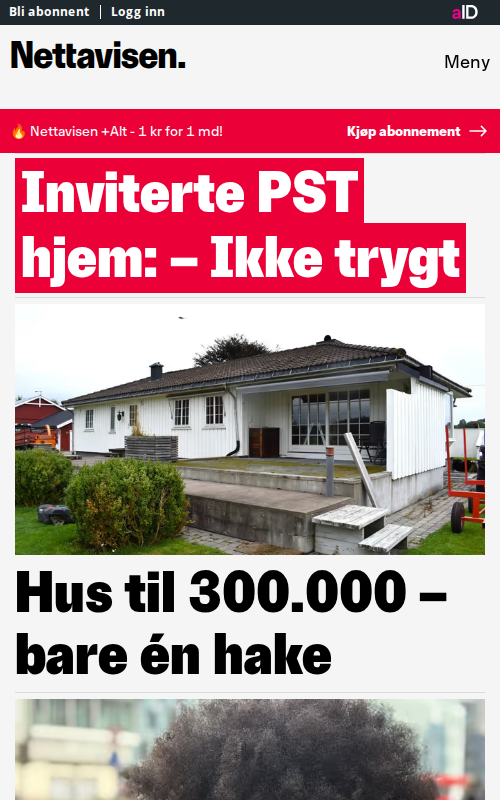 Bli abonnent | Logg inn
aID
Nettavisen.
Meny
🔥 Nettavisen +Alt - 1 kr for 1 md!
Kjøp abonnement →
Inviterte PST
hjem: – Ikke trygt
Hus til 300.000 –
bare én hake